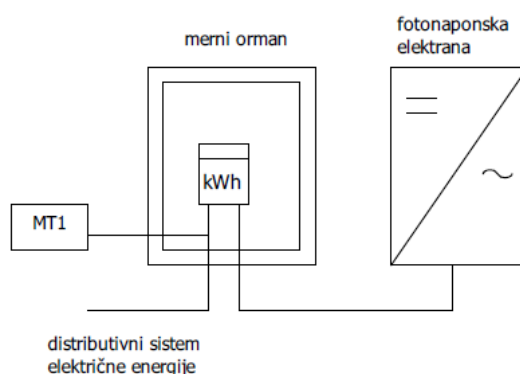 merni orman
fotonaponska
elektrana
kWh
MT1
distributivni sistem
električne energije